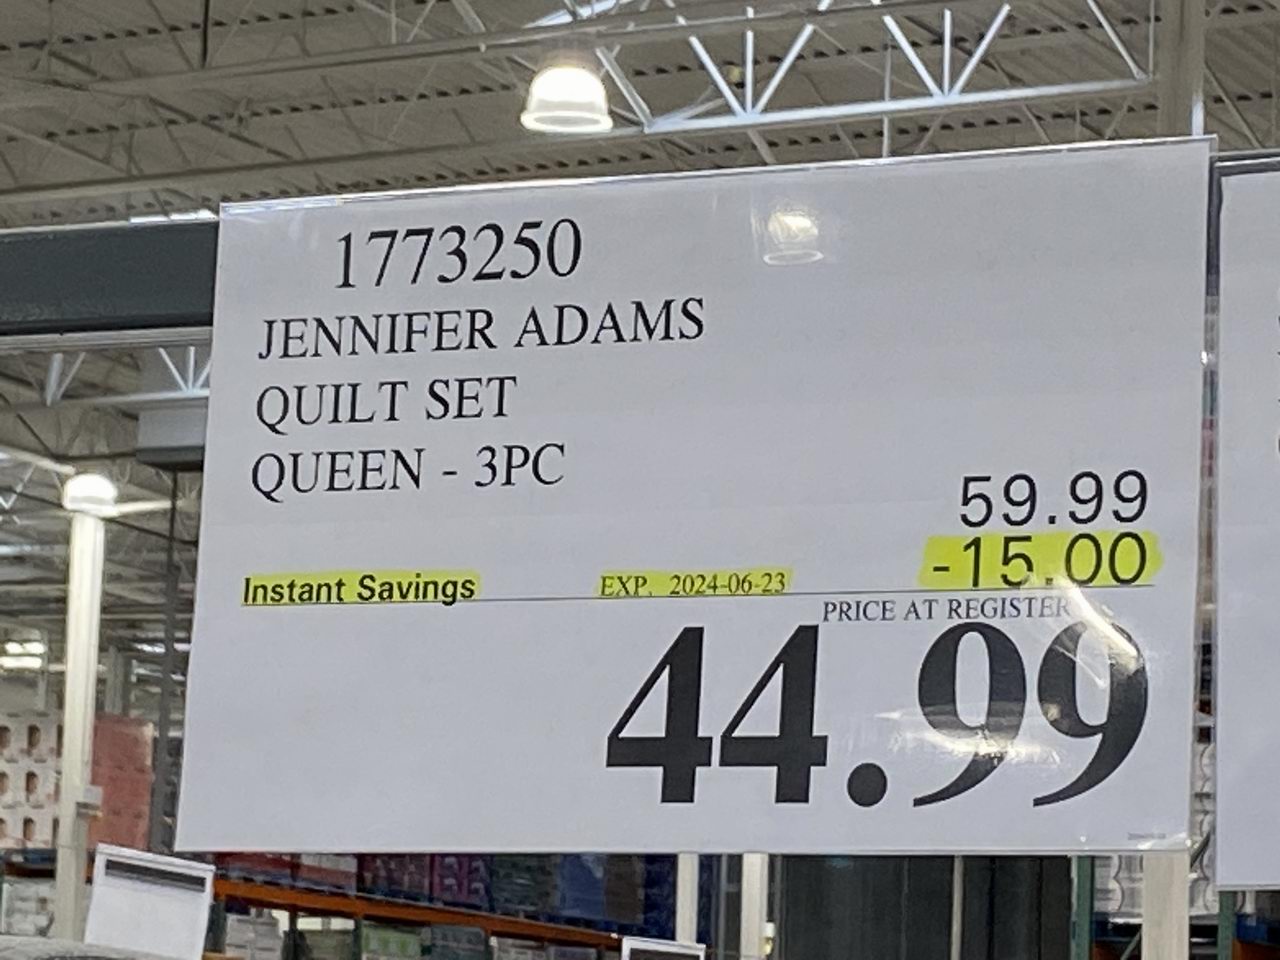 1773250
JENNIFER ADAMS
QUILT SET
QUEEN - 3PC
59.99
-15.00
Instant Savings EXP. 2024-06-23
PRICE AT REGISTER
44.99